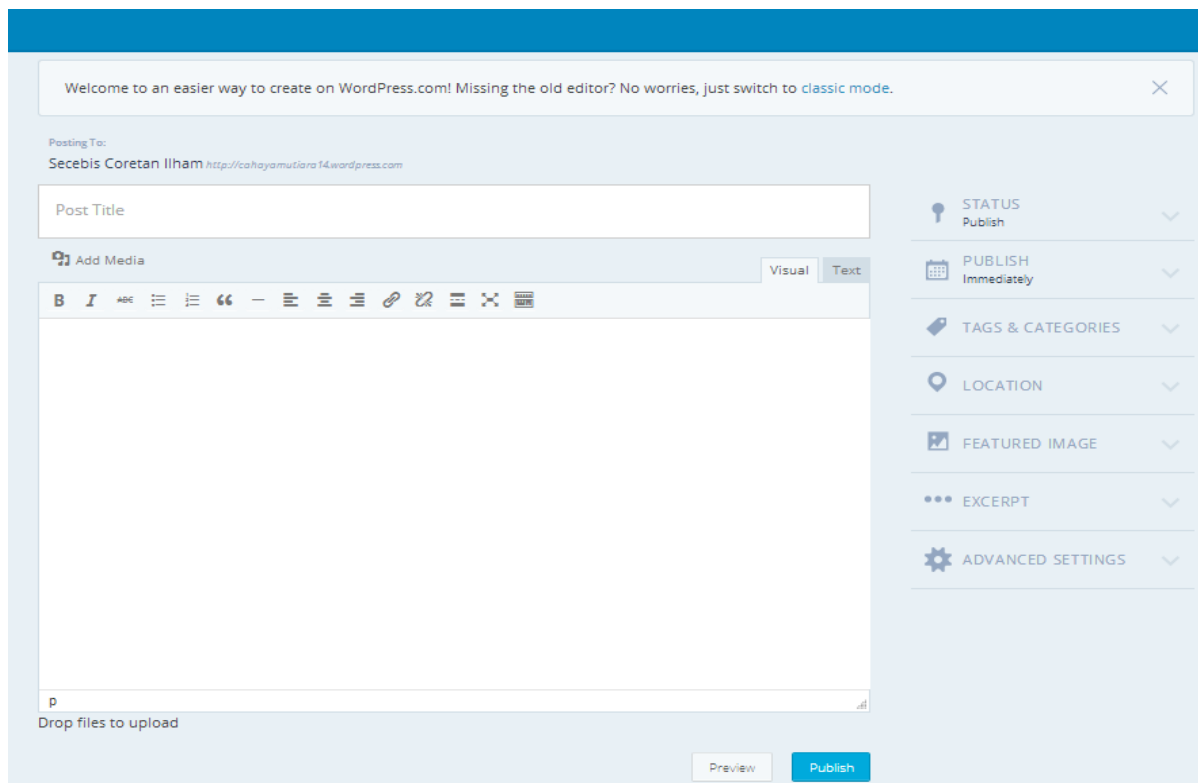 Welcome to an easier way to create on WordPress.com! Missing the old editor? No worries, just switch to classic mode.
Posting To:
Secebis Coretan Ilham http://cahayamutiara14.wordpress.com
Post Title
Add Media
Visual Text
B I ABC
p
Drop files to upload
Preview Publish
STATUS
Publish
PUBLISH
Immediately
TAGS & CATEGORIES
LOCATION
FEATURED IMAGE
EXCERPT
ADVANCED SETTINGS